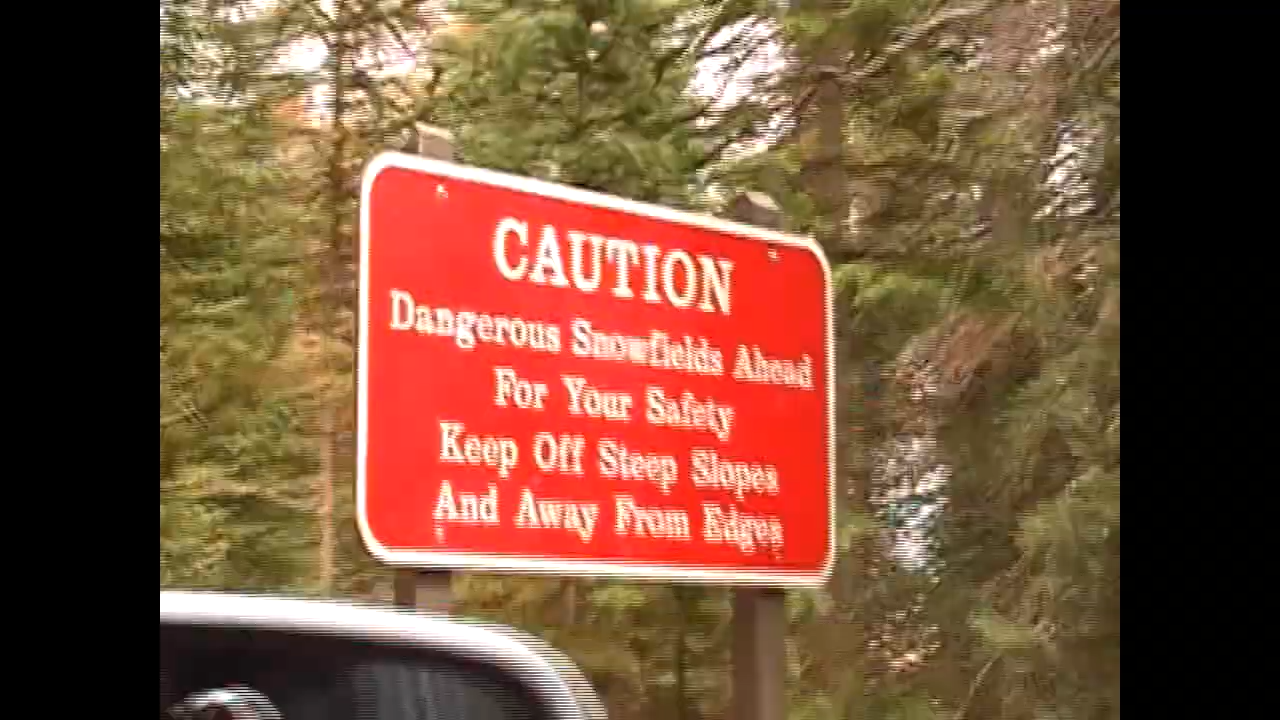 CAUTION
Dangerous Snowfields Ahead
For Your Safety
Keep Off Steep Slopes
And Away From Edges